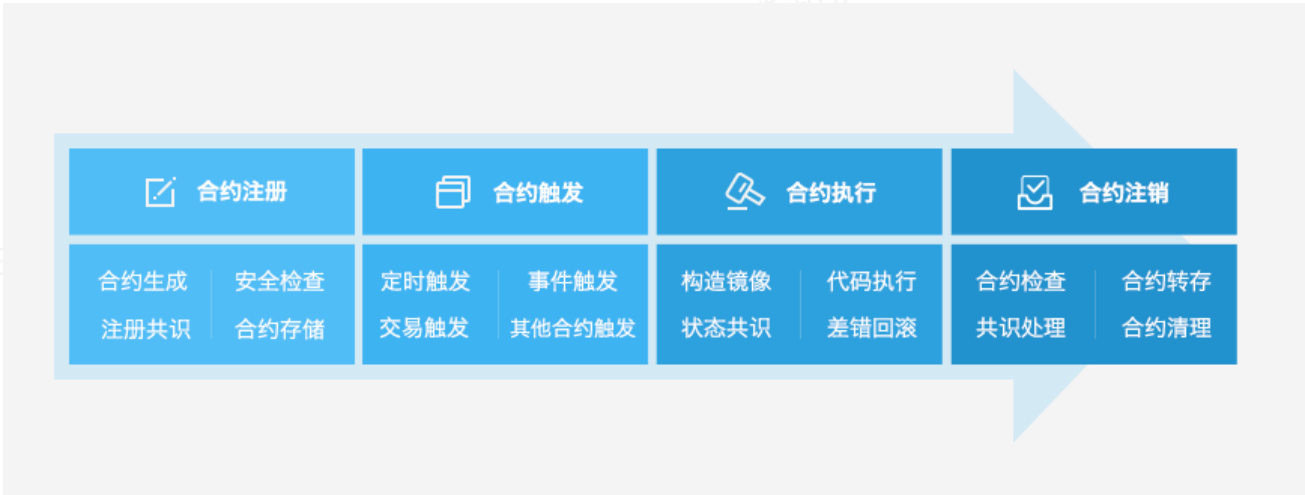 合约注册
合约触发
合约执行
合约注销
合约生成 安全检查
注册共识 合约存储
定时触发 事件触发
交易触发 其他合约触发
构造镜像 代码执行
状态共识 差错回滚
合约检查 合约转存
共识处理 合约清理